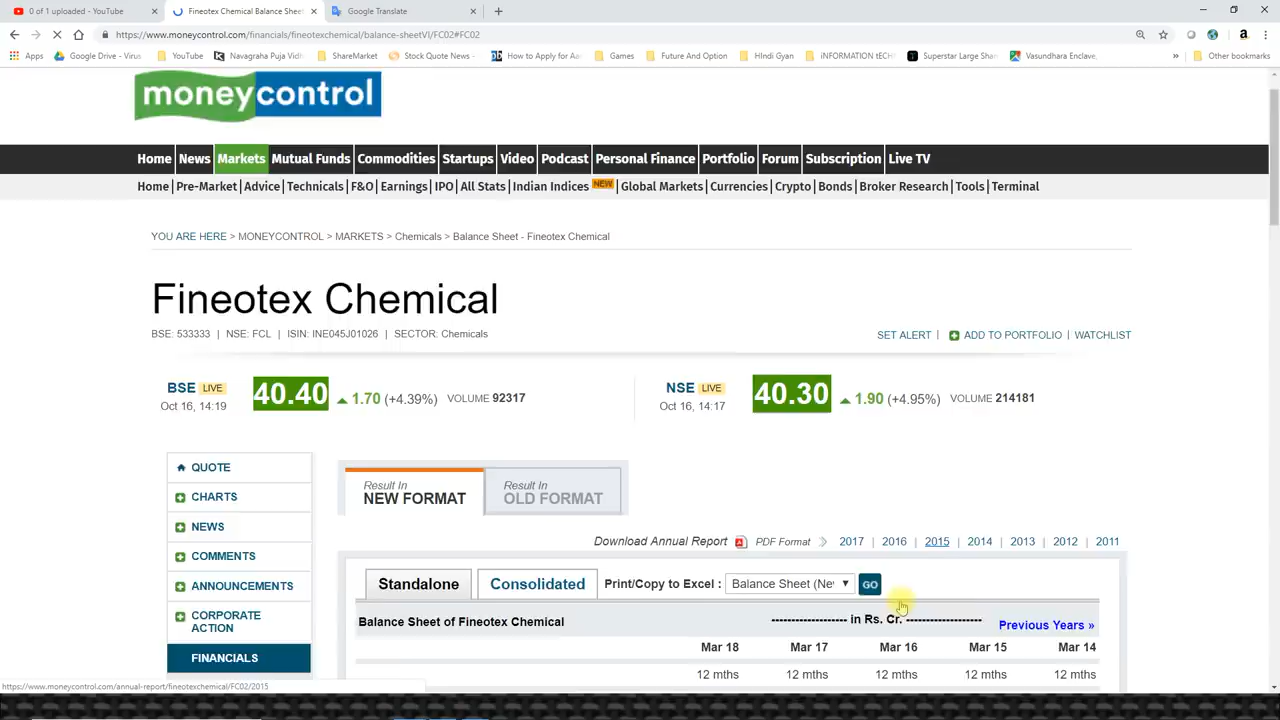 0 of 1 uploaded - YouTube
Fineotex Chemical Balance Sheet
Google Translate
https://www.moneycontrol.com/financials/fineotexchemical/balance-sheetVI/FC02#FC02
Apps
Google Drive - Virus
YouTube
Navagraha Puja Vidh
ShareMarket
Stock Quote News -
How to Apply for Aa
Games
Future And Option
HIndi Gyan
iNFORMATION tECH
Superstar Large Shar
Vasundhara Enclave,
»
Other bookmarks
moneycontrol
Home News Markets Mutual Funds Commodities Startups Video Podcast Personal Finance Portfolio Forum Subscription Live TV
Home | Pre-Market | Advice | Technicals | F&O | Earnings | IPO | All Stats | Indian Indices NEW | Global Markets | Currencies | Crypto | Bonds | Broker Research | Tools | Terminal
YOU ARE HERE > MONEYCONTROL > MARKETS > Chemicals > Balance Sheet - Fineotex Chemical
Fineotex Chemical
BSE: 533333 | NSE: FCL | ISIN: INE045J01026 | SECTOR: Chemicals
SET ALERT | ADD TO PORTFOLIO | WATCHLIST
BSE LIVE
Oct 16, 14:19
40.40
1.70 (+4.39%) VOLUME 92317
NSE LIVE
Oct 16, 14:17
40.30
1.90 (+4.95%) VOLUME 214181
QUOTE
CHARTS
NEWS
COMMENTS
ANNOUNCEMENTS
CORPORATE
ACTION
FINANCIALS
Result In
NEW FORMAT
Result In
OLD FORMAT
Download Annual Report PDF Format 2017 | 2016 | 2015 | 2014 | 2013 | 2012 | 2011
Standalone
Consolidated
Print/Copy to Excel : Balance Sheet (Nev GO
Balance Sheet of Fineotex Chemical
------------------- in Rs. Cr. -------------------
Previous Years »
Mar 18 Mar 17 Mar 16 Mar 15 Mar 14
12 mths 12 mths 12 mths 12 mths 12 mths
https://www.moneycontrol.com/annual-report/fineotexchemical/FC02/2015